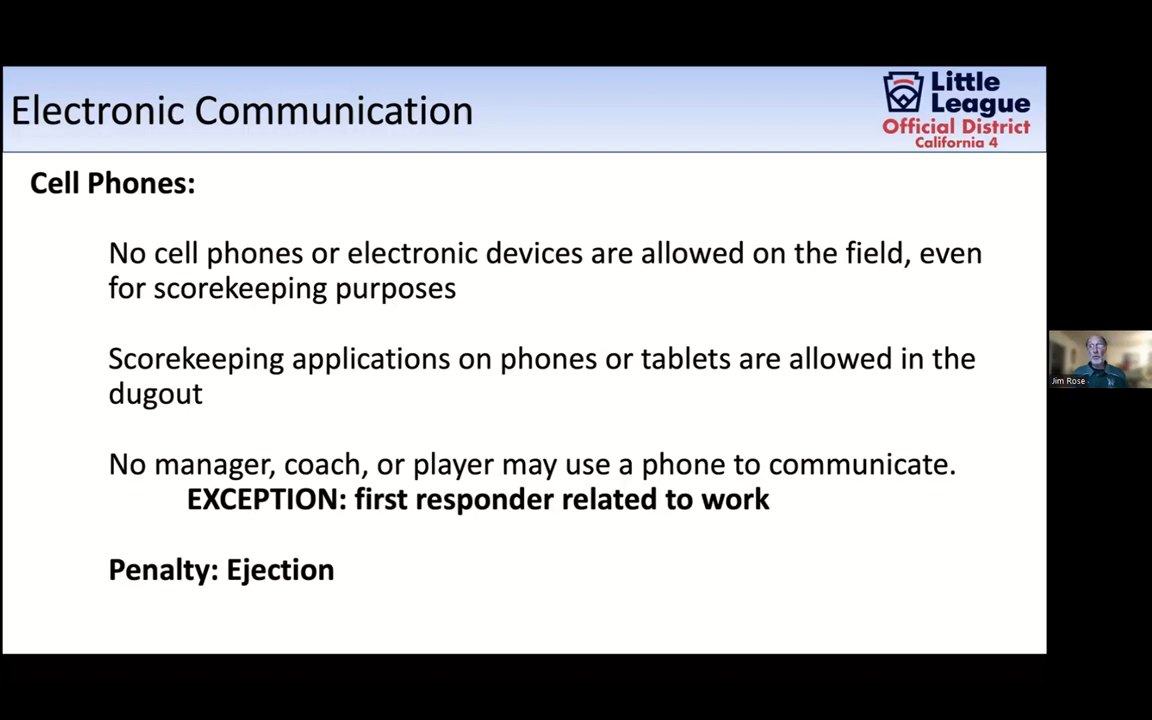 Electronic Communication
Little
League
Official District
California 4
Cell Phones:
No cell phones or electronic devices are allowed on the field, even
for scorekeeping purposes
Scorekeeping applications on phones or tablets are allowed in the
dugout
No manager, coach, or player may use a phone to communicate.
EXCEPTION: first responder related to work
Penalty: Ejection
Jim Rose